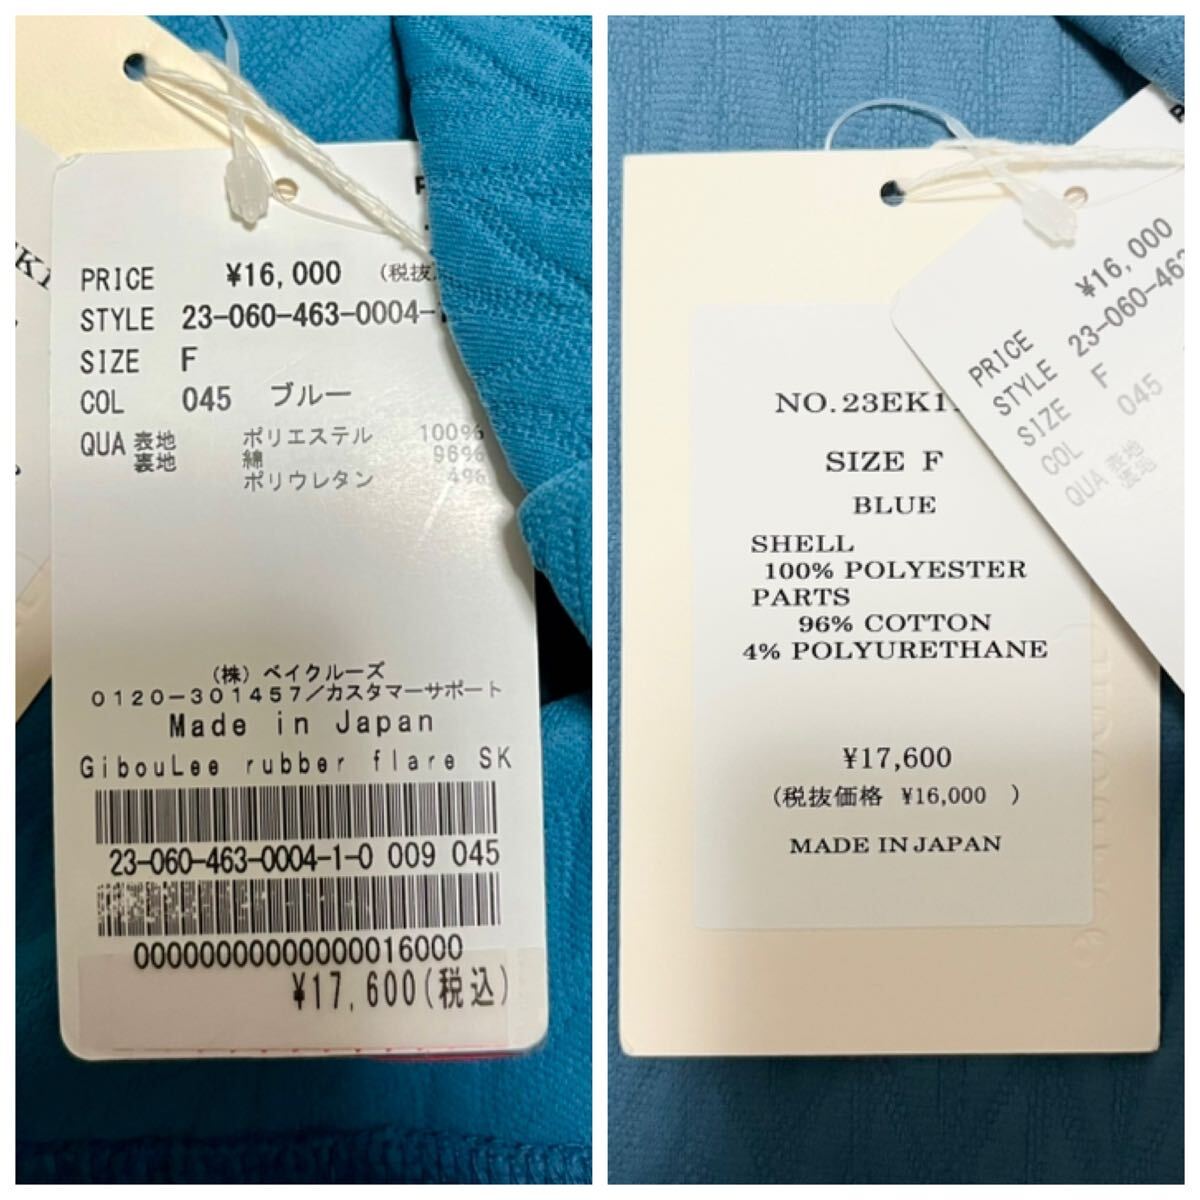 PRICE ¥16,000 (税抜)
STYLE 23-060-463-0004-
SIZE F
COL 045 ブルー
QUA 表地 ポリエステル 100%
裏地 綿 96%
ポリウレタン 4%
(株) ベイクルーズ
0120-301457/カスタマーサポート
Made in Japan
GibouLee rubber flare SK
23-060-463-0004-1-0 009 045
00000000000000016000
¥17,600(税込)
NO.23EK1
SIZE F
BLUE
SHELL
100% POLYESTER
PARTS
96% COTTON
4% POLYURETHANE
¥17,600
(税抜価格 ¥16,000 )
MADE IN JAPAN
PRICE ¥16,000
STYLE 23-060-463
SIZE F
COL 045
QUA 表地
裏地